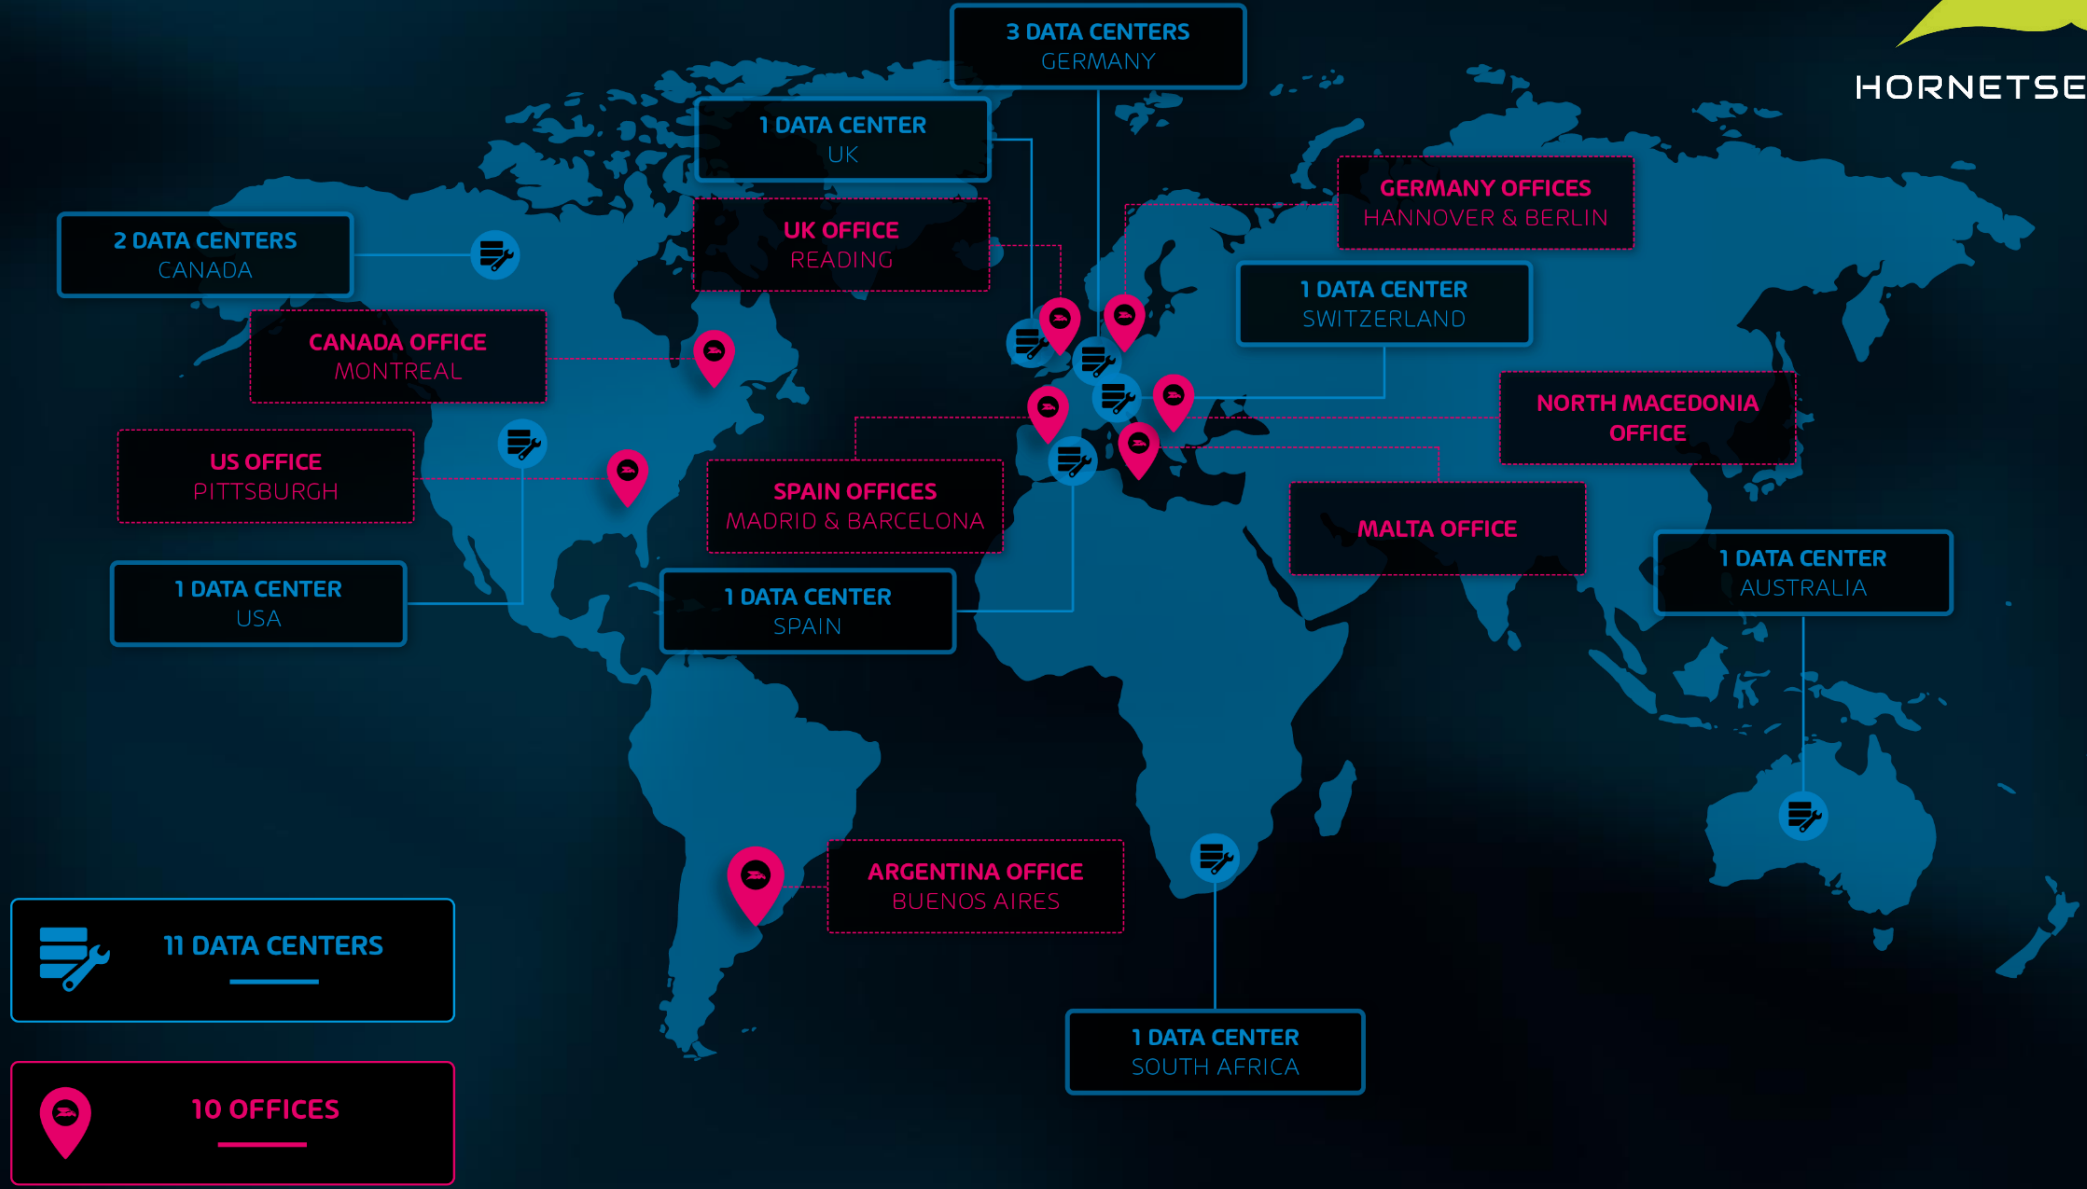 3 DATA CENTERS
GERMANY
HORNETSE
1 DATA CENTER
UK
GERMANY OFFICES
HANNOVER & BERLIN
UK OFFICE
READING
2 DATA CENTERS
CANADA
1 DATA CENTER
SWITZERLAND
CANADA OFFICE
MONTREAL
NORTH MACEDONIA
OFFICE
US OFFICE
PITTSBURGH
SPAIN OFFICES
MADRID & BARCELONA
MALTA OFFICE
1 DATA CENTER
AUSTRALIA
1 DATA CENTER
USA
1 DATA CENTER
SPAIN
ARGENTINA OFFICE
BUENOS AIRES
11 DATA CENTERS
1 DATA CENTER
SOUTH AFRICA
10 OFFICES